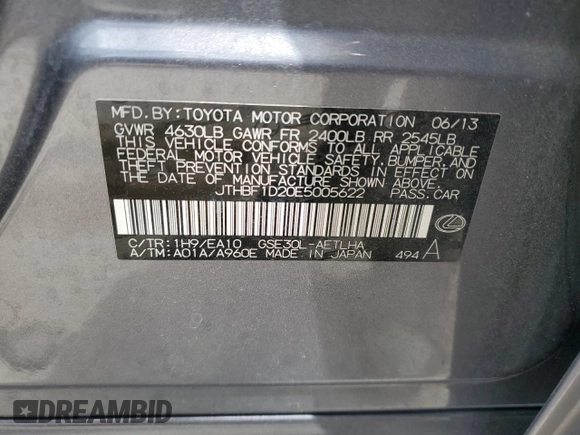 MFD.BY:TOYOTA MOTOR CORPORATION 06/13
GVWR 4630LB GAWR FR 2400LB RR 2545LB
THIS VEHICLE CONFORMS TO ALL APPLICABLE
FEDERAL MOTOR VEHICLE SAFETY, BUMPER, AND
THEFT PREVENTION STANDARDS IN EFFECT ON
THE DATE OF MANUFACTURE SHOWN ABOVE.
JTHBF1D20E5005622 PASS.CAR
C/TR:1H9/EA10 GSE30L-AETLHA
A/TM:A01A/A960E MADE IN JAPAN 494 A
DREAMBID